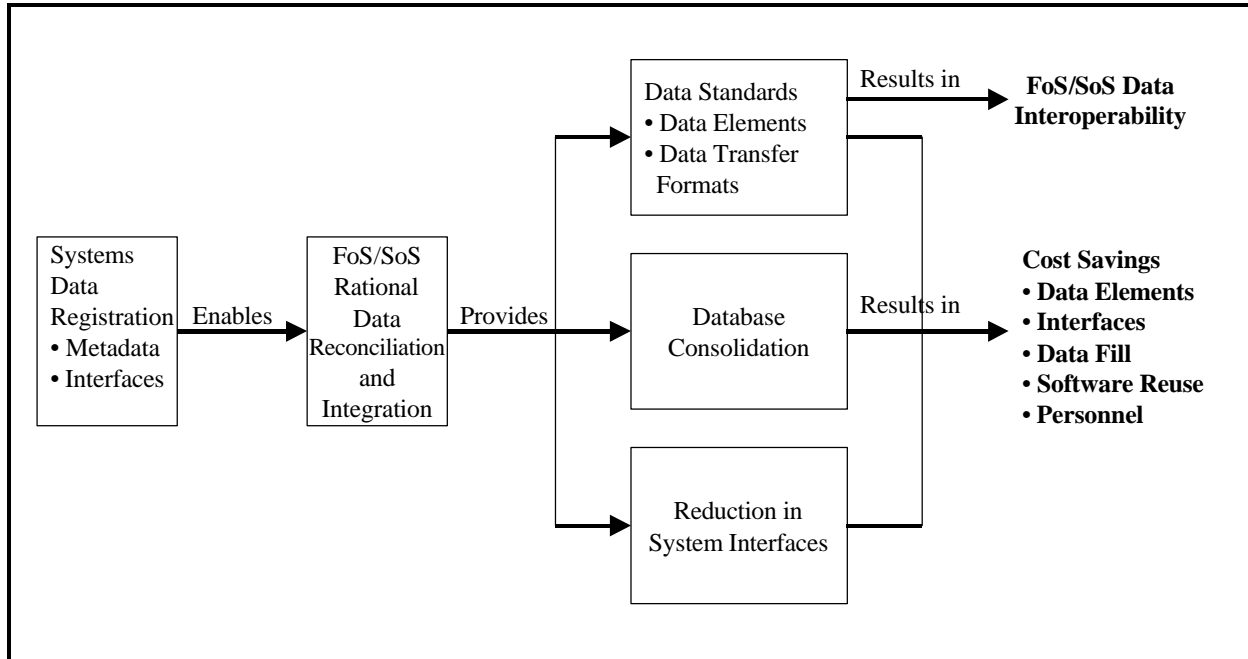 Systems
Data
Registration
• Metadata
• Interfaces
Enables
FoS/SoS
Rational
Data
Reconciliation
and
Integration
Provides
Data Standards
• Data Elements
• Data Transfer
Formats
Database
Consolidation
Reduction in
System Interfaces
Results in
FoS/SoS Data
Interoperability
Results in
Cost Savings
• Data Elements
• Interfaces
• Data Fill
• Software Reuse
• Personnel